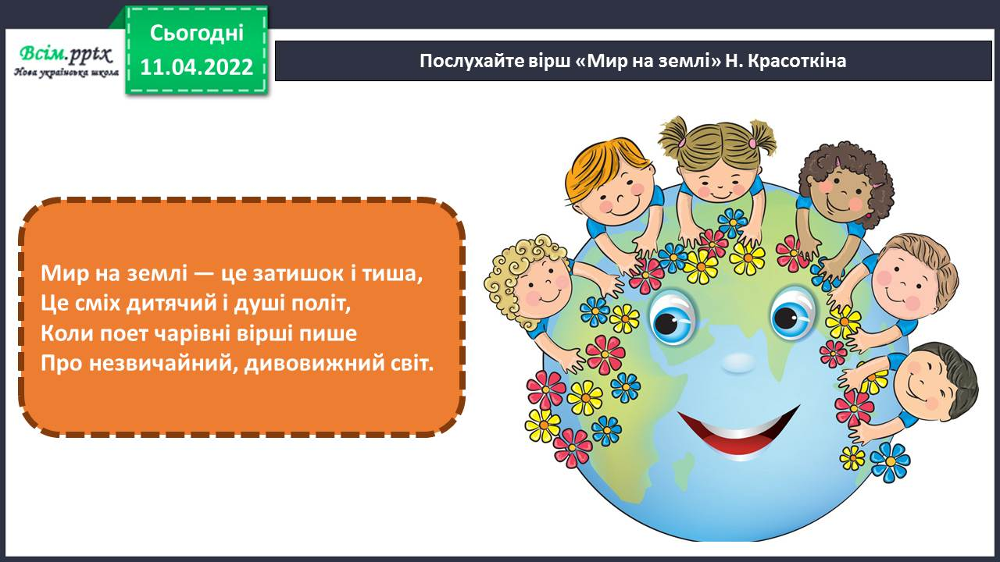 Всім.pptx
Нова українська школа
Сьогодні
11.04.2022
Послухайте вірш «Мир на землі» Н. Красоткіна
Мир на землі — це затишок і тиша,
Це сміх дитячий і душі політ,
Коли поет чарівні вірші пише
Про незвичайний, дивовижний світ.